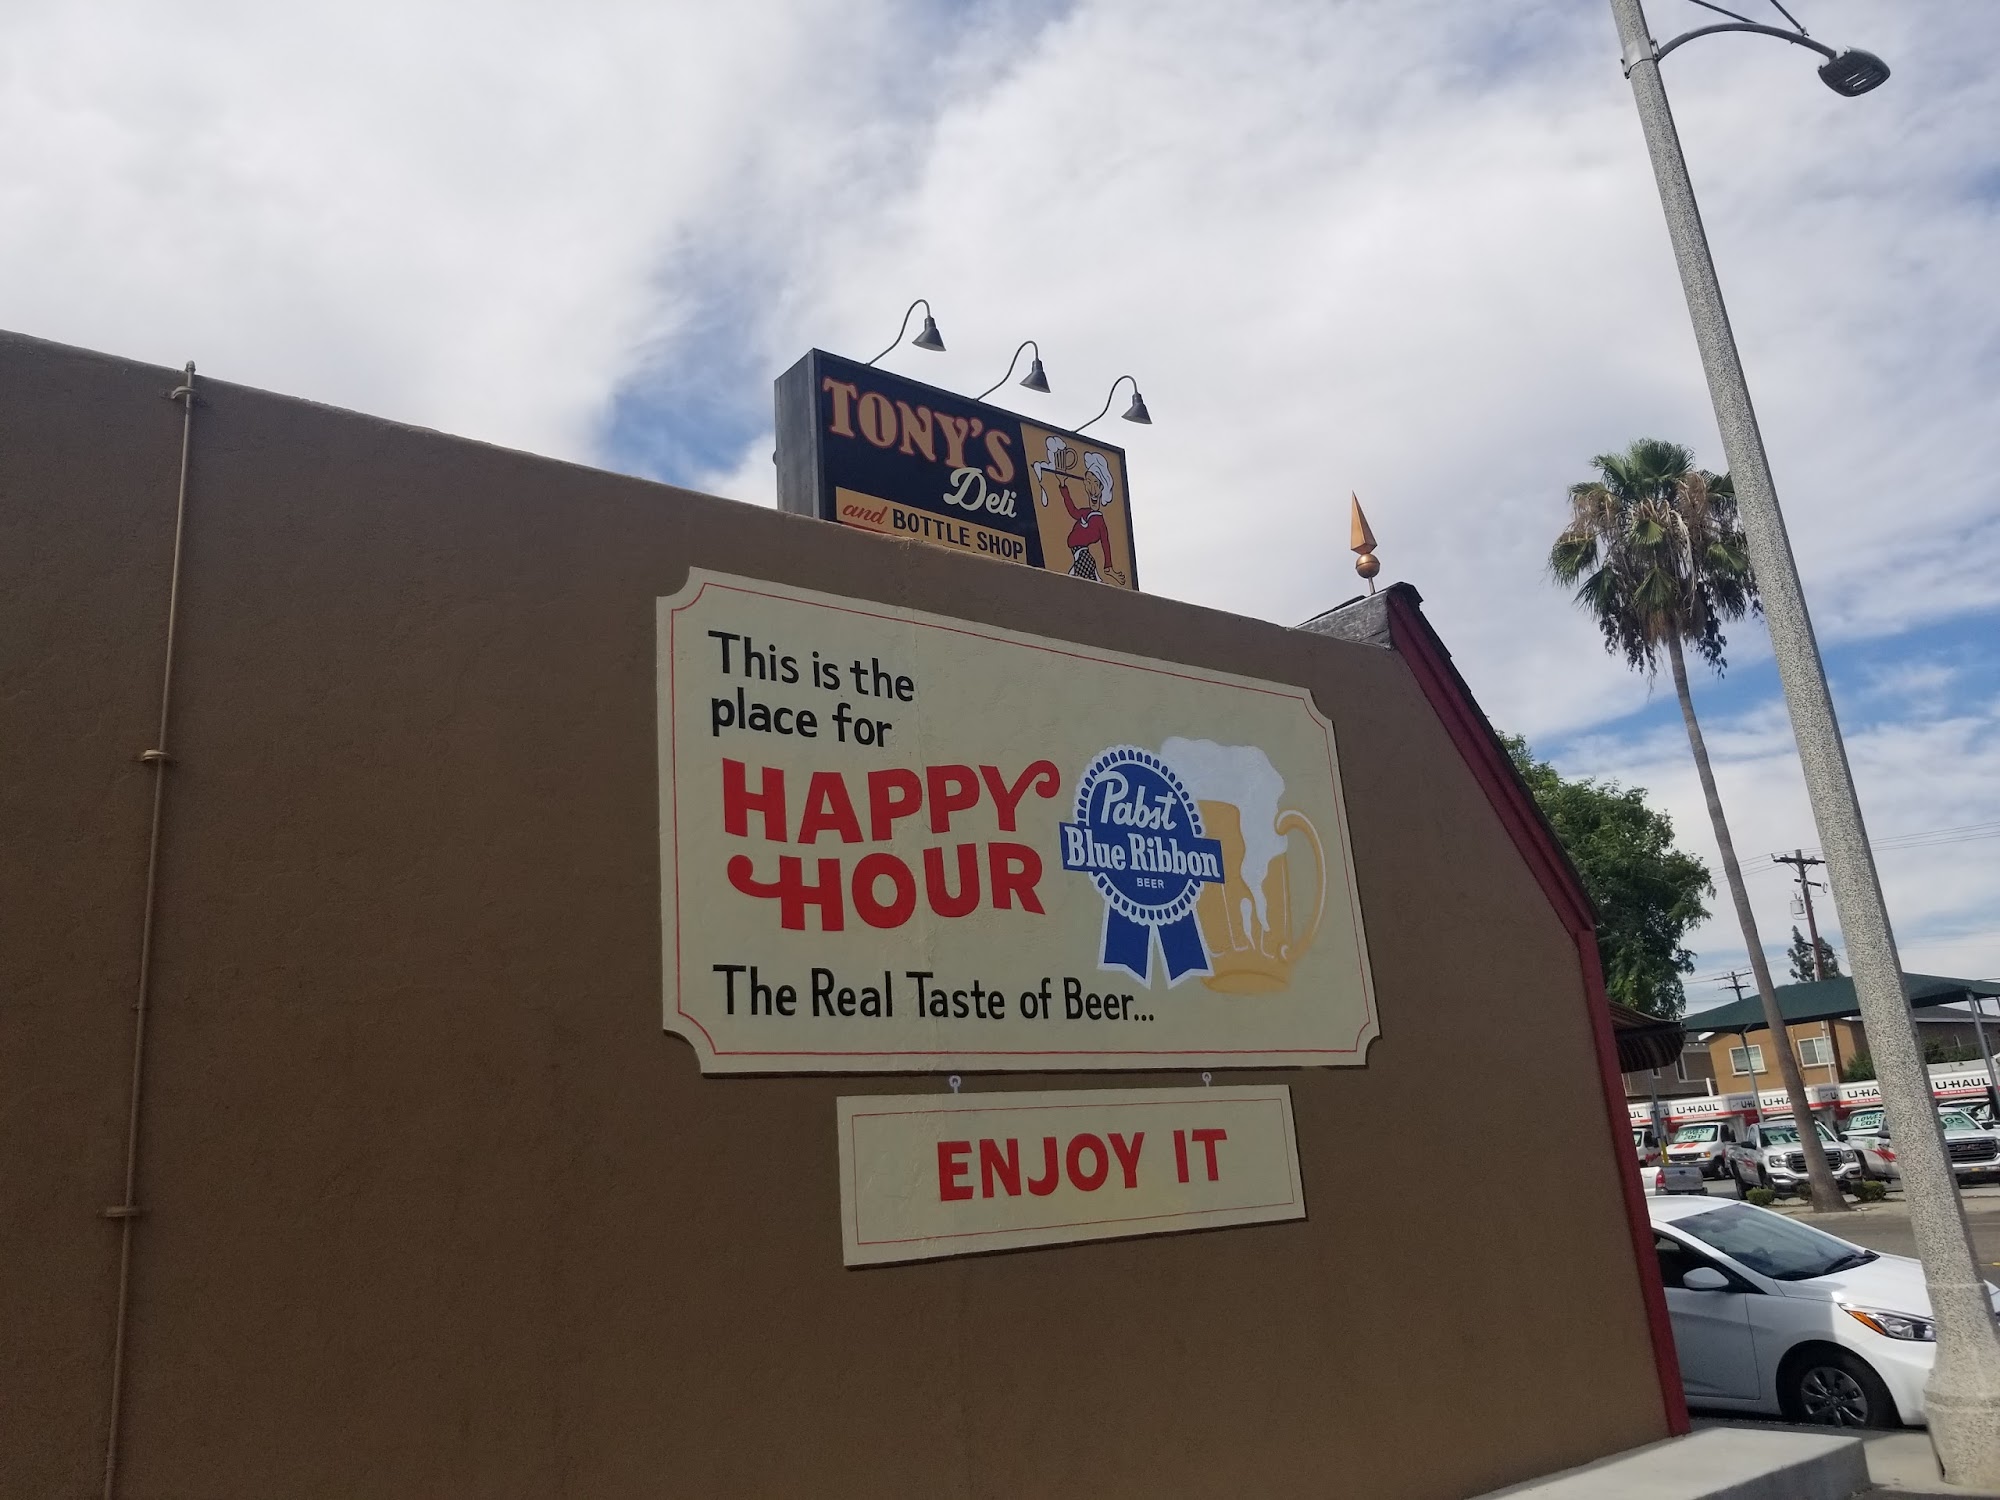 TONY'S
Deli
and BOTTLE SHOP
This is the
place for
HAPPY
HOUR
Pabst
Blue Ribbon
BEER
The Real Taste of Beer...
ENJOY IT
U-HAUL
U-HAUL
U-HAUL
U-HAUL